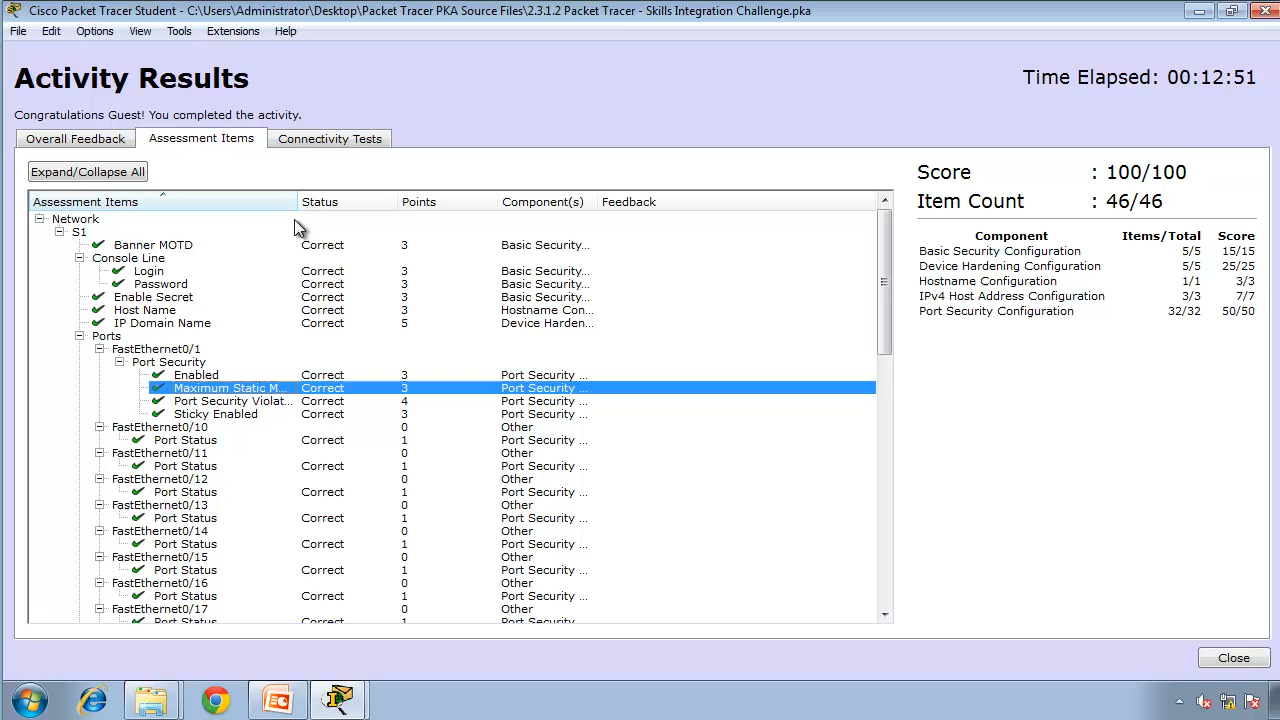 Cisco Packet Tracer Student - C:\Users\Administrator\Desktop\Packet Tracer PKA Source Files\2.3.1.2 Packet Tracer - Skills Integration Challenge.pka
File Edit Options View Tools Extensions Help
Activity Results
Time Elapsed: 00:12:51
Congratulations Guest! You completed the activity.
Overall Feedback Assessment Items Connectivity Tests
Expand/Collapse All
Assessment Items Status Points Component(s) Feedback
Network
S1
Banner MOTD Correct 3 Basic Security...
Console Line
Login Correct 3 Basic Security...
Password Correct 3 Basic Security...
Enable Secret Correct 3 Basic Security...
Host Name Correct 3 Hostname Con...
IP Domain Name Correct 5 Device Harden...
Ports
FastEthernet0/1
Port Security
Enabled Correct 3 Port Security ...
Maximum Static M... Correct 3 Port Security ...
Port Security Violat... Correct 4 Port Security ...
Sticky Enabled Correct 3 Port Security ...
FastEthernet0/10 0 Other
Port Status Correct 1 Port Security ...
FastEthernet0/11 0 Other
Port Status Correct 1 Port Security ...
FastEthernet0/12 0 Other
Port Status Correct 1 Port Security ...
FastEthernet0/13 0 Other
Port Status Correct 1 Port Security ...
FastEthernet0/14 0 Other
Port Status Correct 1 Port Security ...
FastEthernet0/15 0 Other
Port Status Correct 1 Port Security ...
FastEthernet0/16 0 Other
Port Status Correct 1 Port Security ...
FastEthernet0/17 0 Other
Port Status Correct 1 Port Security ...
Score : 100/100
Item Count : 46/46
Component Items/Total Score
Basic Security Configuration 5/5 15/15
Device Hardening Configuration 5/5 25/25
Hostname Configuration 1/1 3/3
IPv4 Host Address Configuration 3/3 7/7
Port Security Configuration 32/32 50/50
Close